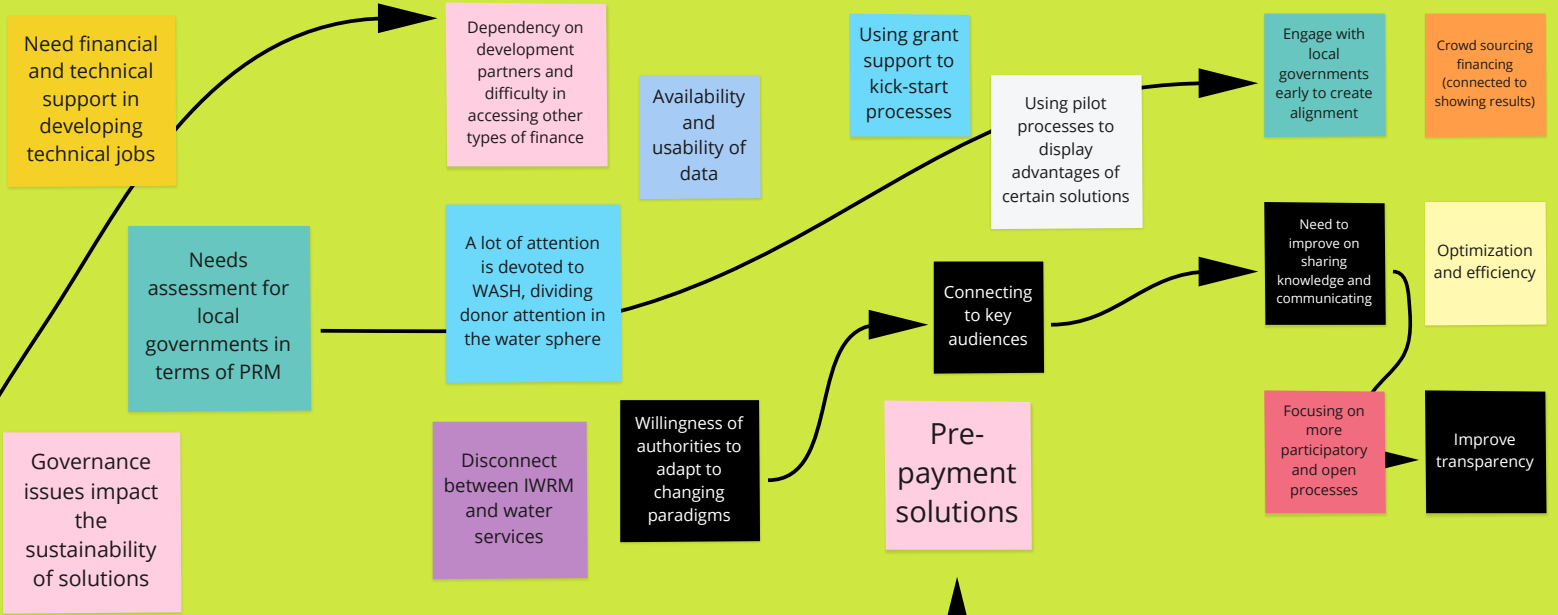 Need financial
and technical
support in
developing
technical jobs
Dependency on
development
partners and
difficulty in
accessing other
types of finance
Availability
and
usability of
data
Using grant
support to
kick-start
processes
Using pilot
processes to
display
advantages of
certain solutions
Engage with
local
governments
early to create
alignment
Crowd sourcing
financing
(connected to
showing results)
Needs
assessment for
local
governments in
terms of PRM
A lot of attention
is devoted to
WASH, dividing
donor attention in
the water sphere
Connecting
to key
audiences
Need to
improve on
sharing
knowledge and
communicating
Optimization
and efficiency
Governance
issues impact
the
sustainability
of solutions
Disconnect
between IWRM
and water
services
Willingness of
authorities to
adapt to
changing
paradigms
Pre-
payment
solutions
Focusing on
more
participatory
and open
processes
Improve
transparency